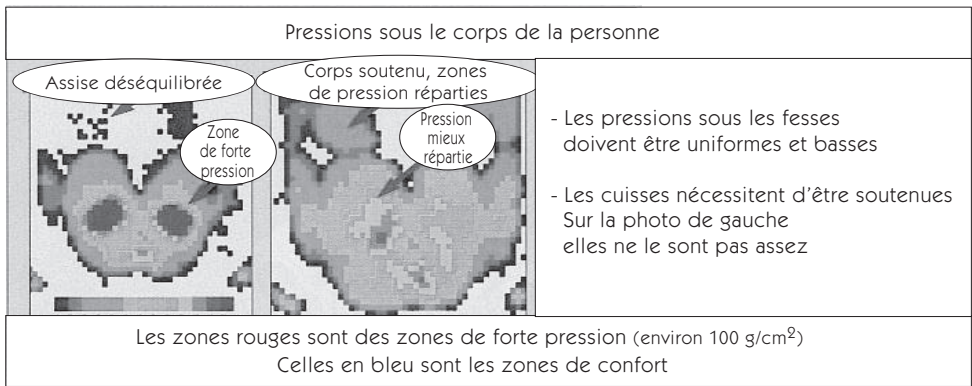 Pressions sous le corps de la personne
Assise déséquilibrée
Corps soutenu, zones
de pression réparties
Zone
de forte
pression
Pression
mieux
répartie
- Les pressions sous les fesses
doivent être uniformes et basses
- Les cuisses nécessitent d'être soutenues
Sur la photo de gauche
elles ne le sont pas assez
Les zones rouges sont des zones de forte pression (environ 100 g/cm²)
Celles en bleu sont les zones de confort